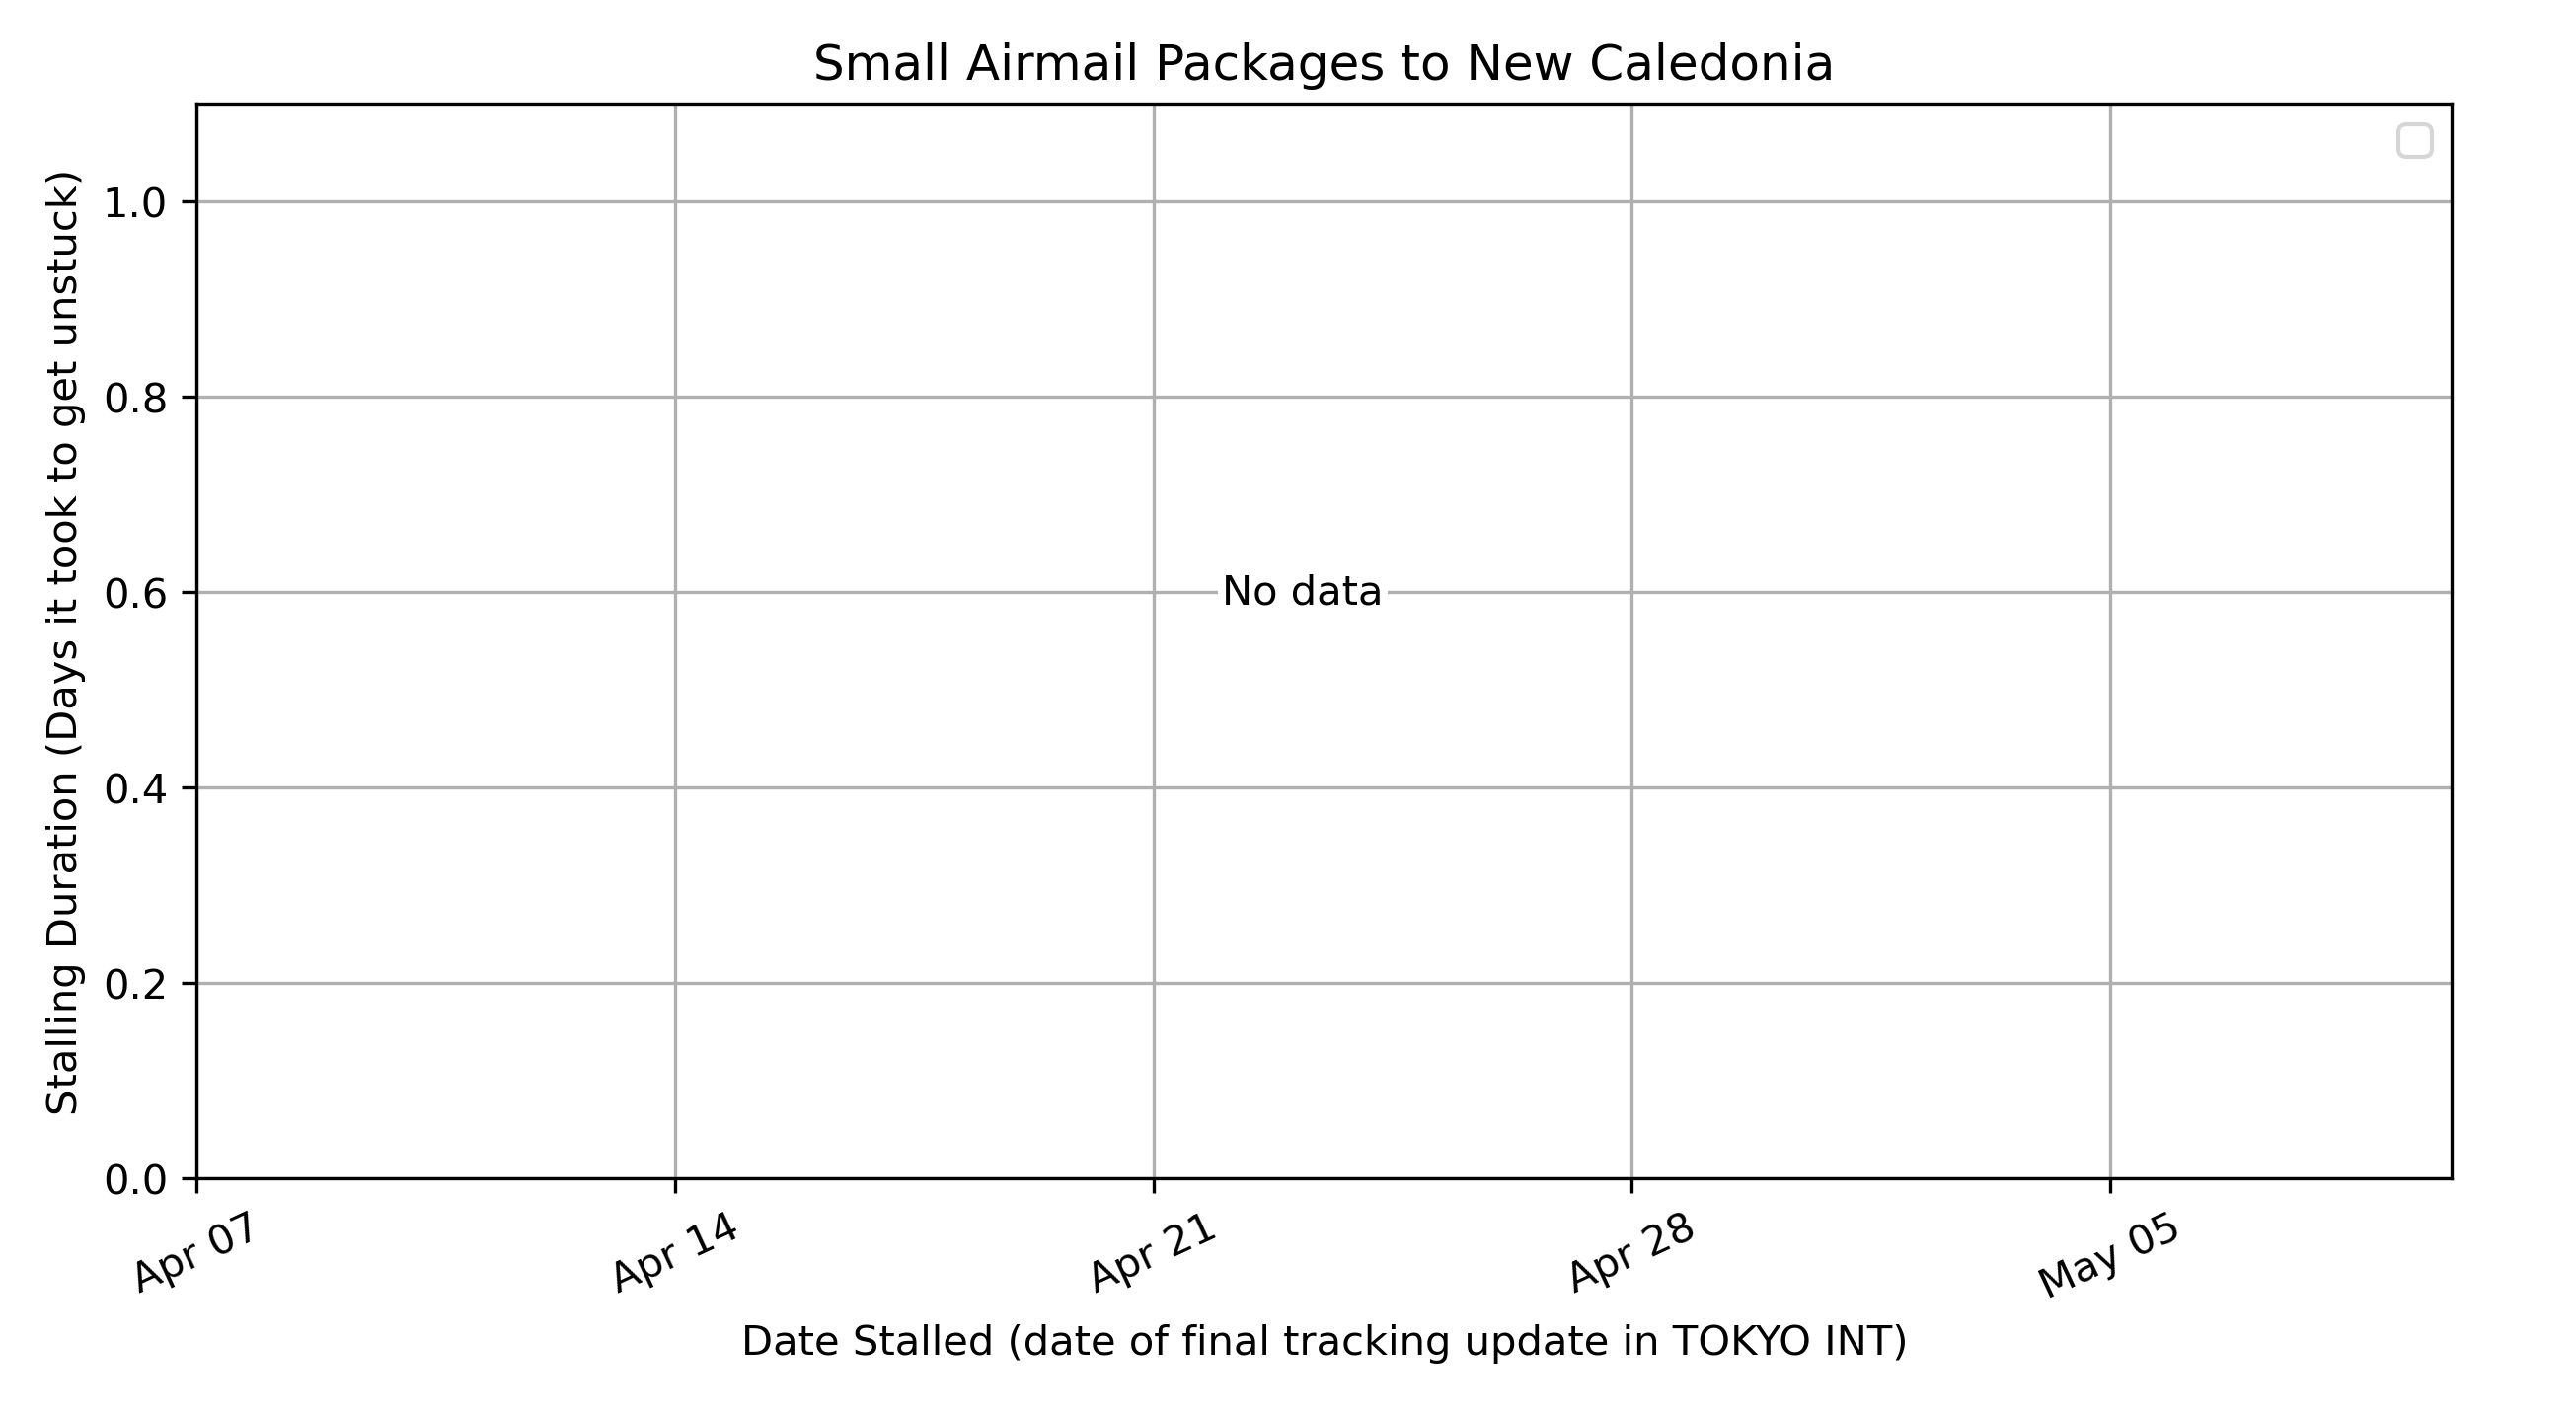 Small Airmail Packages to New Caledonia
Stalling Duration (Days it took to get unstuck)
1.0
0.8
0.6
0.4
0.2
0.0
No data
Apr 07
Apr 14
Apr 21
Apr 28
May 05
Date Stalled (date of final tracking update in TOKYO INT)